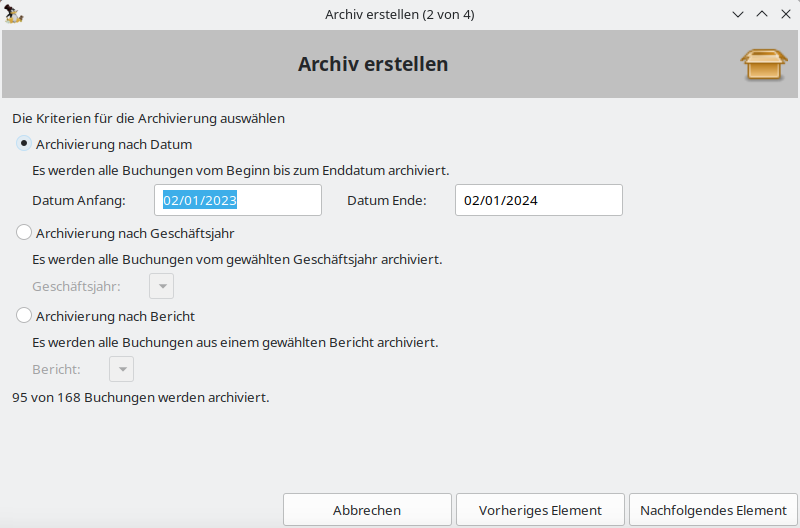 Archiv erstellen (2 von 4)
Archiv erstellen
Die Kriterien für die Archivierung auswählen
Archivierung nach Datum
Es werden alle Buchungen vom Beginn bis zum Enddatum archiviert.
Datum Anfang: 02/01/2023 Datum Ende: 02/01/2024
Archivierung nach Geschäftsjahr
Es werden alle Buchungen vom gewählten Geschäftsjahr archiviert.
Geschäftsjahr:
Archivierung nach Bericht
Es werden alle Buchungen aus einem gewählten Bericht archiviert.
Bericht:
95 von 168 Buchungen werden archiviert.
Abbrechen Vorheriges Element Nachfolgendes Element